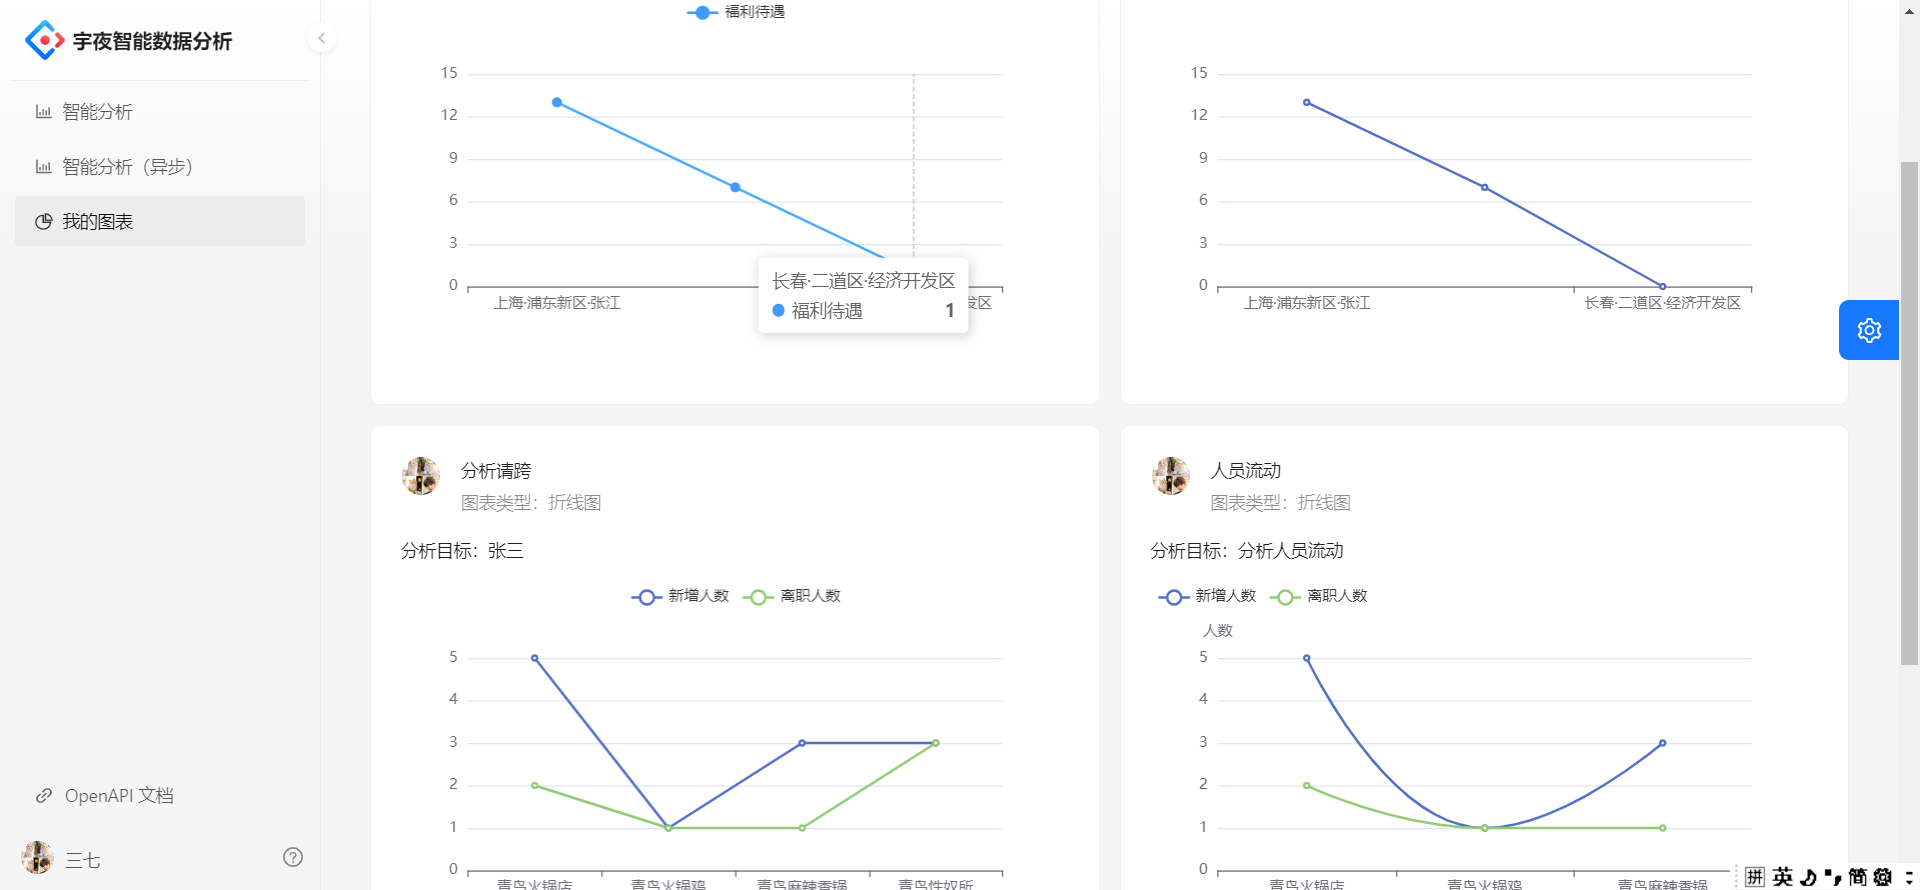 宇夜智能数据分析
智能分析
智能分析（异步）
我的图表
OpenAPI 文档
三七
福利待遇
15
12
9
6
3
0
上海·浦东新区·张江
发区
长春·二道区·经济开发区
福利待遇 1
15
12
9
6
3
0
上海·浦东新区·张江
长春·二道区·经济开发区
分析请跨
图表类型：折线图
分析目标：张三
新增人数 离职人数
5
4
3
2
1
0
青鸟火锅店 青鸟火锅鸡 青鸟麻辣香锅 青鸟性奴所
人员流动
图表类型：折线图
分析目标：分析人员流动
新增人数 离职人数
人数
5
4
3
2
1
0
青鸟火锅店 青鸟火锅鸡 青鸟麻辣香锅
拼 英 简